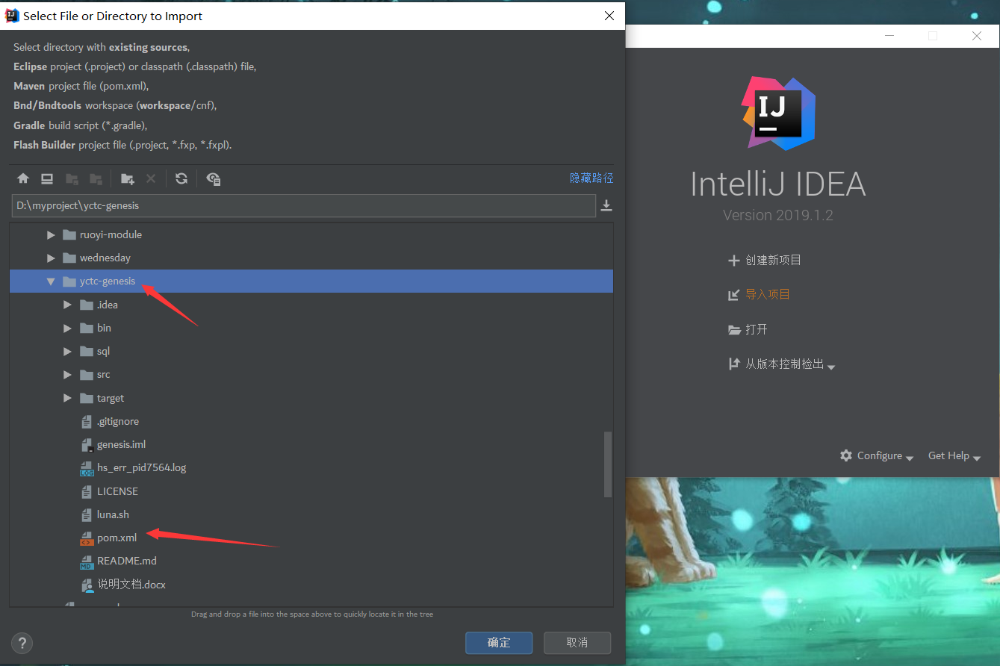 Select File or Directory to Import
Select directory with existing sources,
Eclipse project (.project) or classpath (.classpath) file,
Maven project file (pom.xml),
Bnd/Bndtools workspace (workspace/cnf),
Gradle build script (*.gradle),
Flash Builder project file (.project, *.fxp, *.fxpl).
隐藏路径
D:\myproject\yctc-genesis
ruoyi-module
wednesday
yctc-genesis
.idea
bin
sql
src
target
.gitignore
genesis.iml
LOG hs_err_pid7564.log
LICENSE
luna.sh
pom.xml
MD README.md
说明文档.docx
Drag and drop a file into the space above to quickly locate it in the tree
?
确定
取消
IJ
IntelliJ IDEA
Version 2019.1.2
创建新项目
导入项目
打开
从版本控制检出
Configure
Get Help